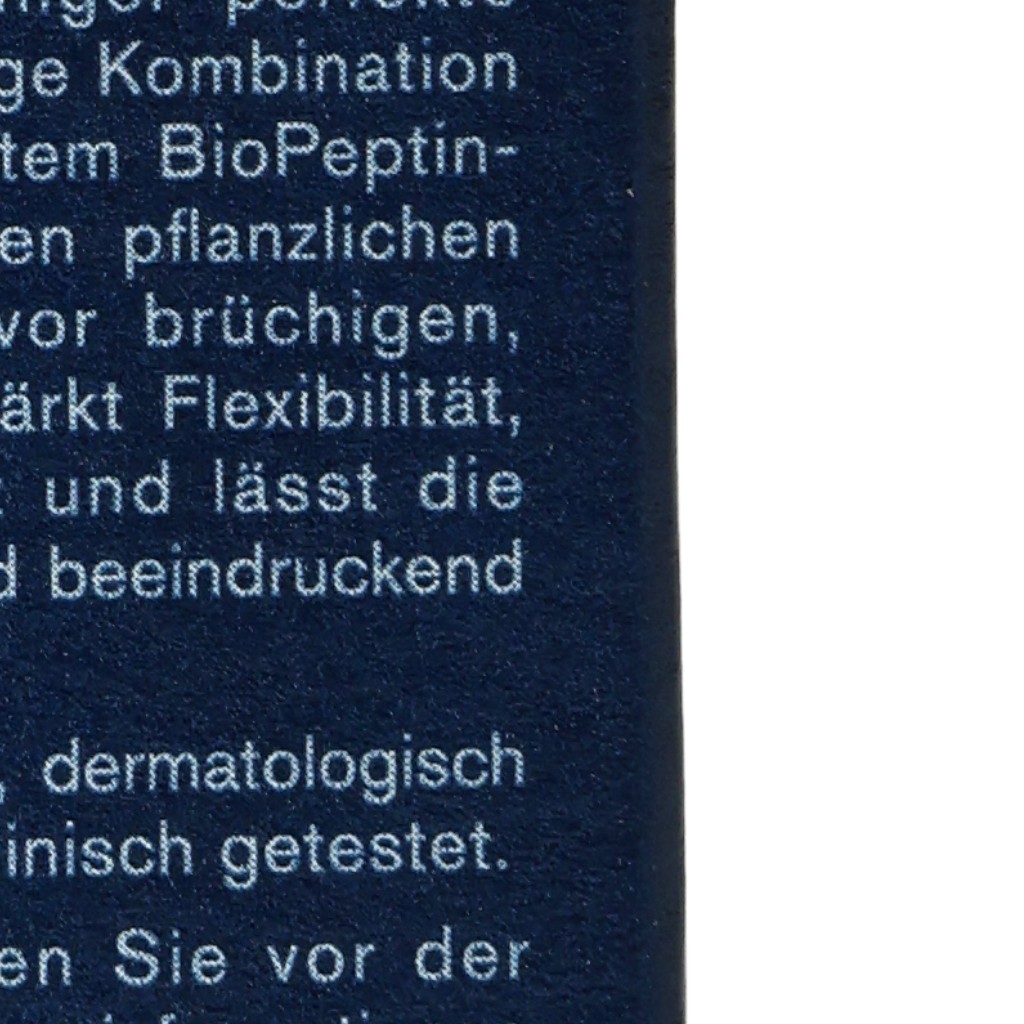 perfekte
ge Kombination
tem BioPeptin-
en pflanzlichen
vor brüchigen,
ärkt Flexibilität,
und lässt die
d beeindruckend
, dermatologisch
inisch getestet.
en Sie vor der